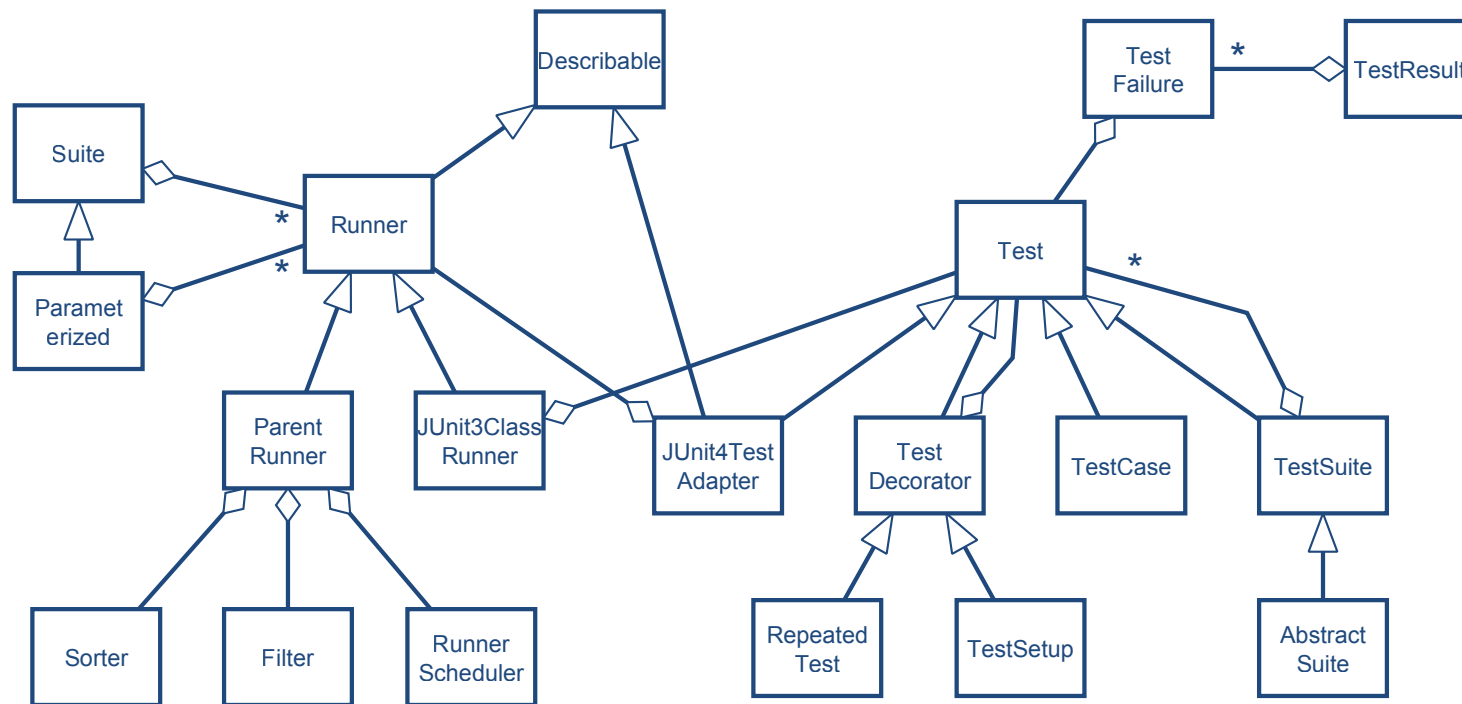 Describable
Test
Failure
*
TestResult
Suite
*
Runner
*
Test
*
Paramet
erized
Parent
Runner
JUnit3Class
Runner
JUnit4Test
Adapter
Test
Decorator
TestCase
TestSuite
Sorter
Filter
Runner
Scheduler
Repeated
Test
TestSetup
Abstract
Suite